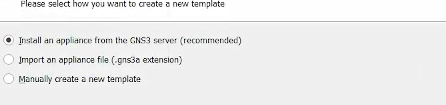 Please select how you want to create a new template
Install an appliance from the GNS3 server (recommended)
Import an appliance file (.gns3a extension)
Manually create a new template